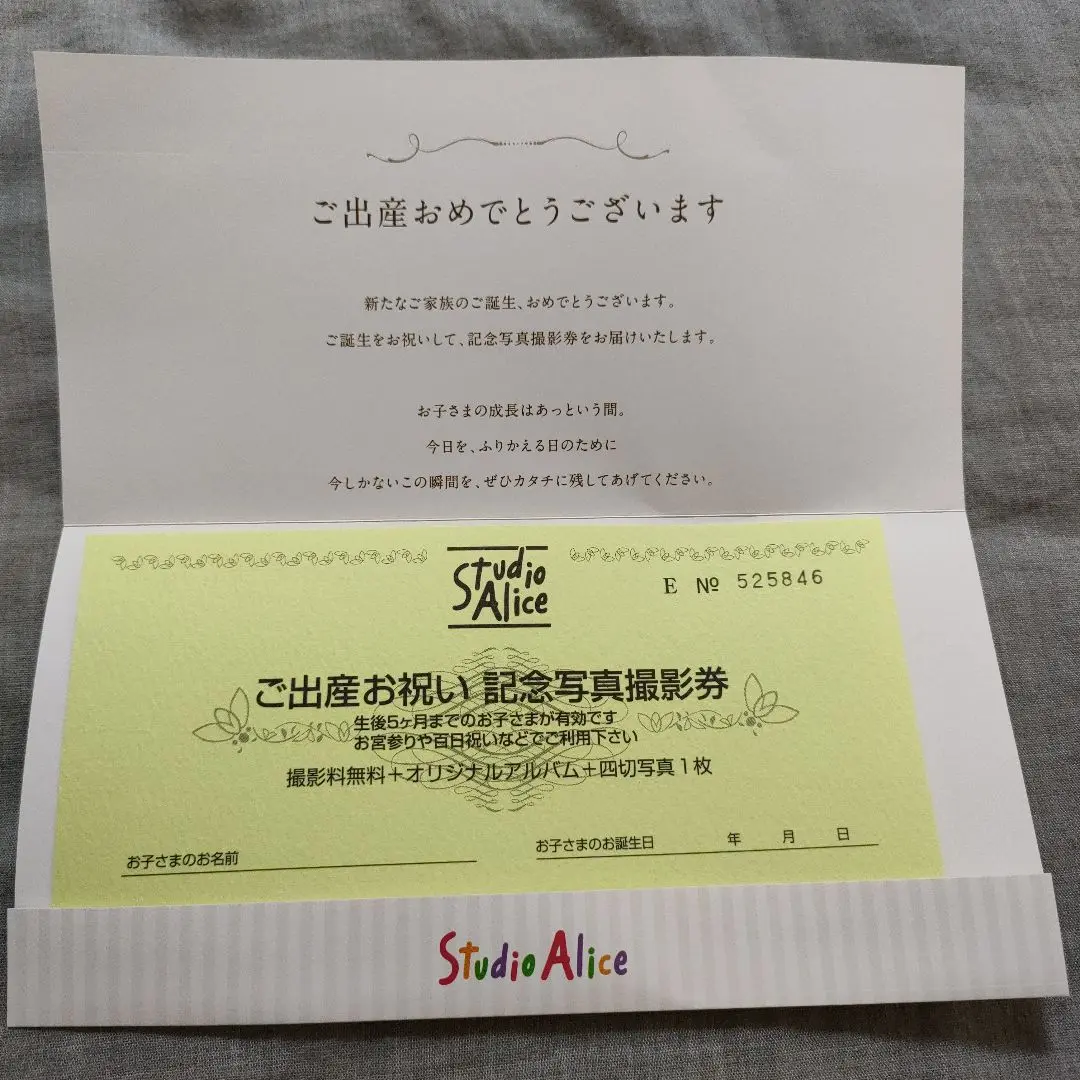 ご出産おめでとうございます
新たなご家族のご誕生、おめでとうございます。
ご誕生をお祝いして、記念写真撮影券をお届けいたします。
お子さまの成長はあっという間。
今日を、ふりかえる日のために
今しかないこの瞬間を、ぜひカタチに残してあげてください。
Studio
Alice
E № 525846
ご出産お祝い 記念写真撮影券
生後5ヶ月までのお子さまが有効です
お宮参りや百日祝いなどでご利用下さい
撮影料無料＋オリジナルアルバム＋四切写真1枚
お子さまのお名前
お子さまのお誕生日 年 月 日
Studio Alice